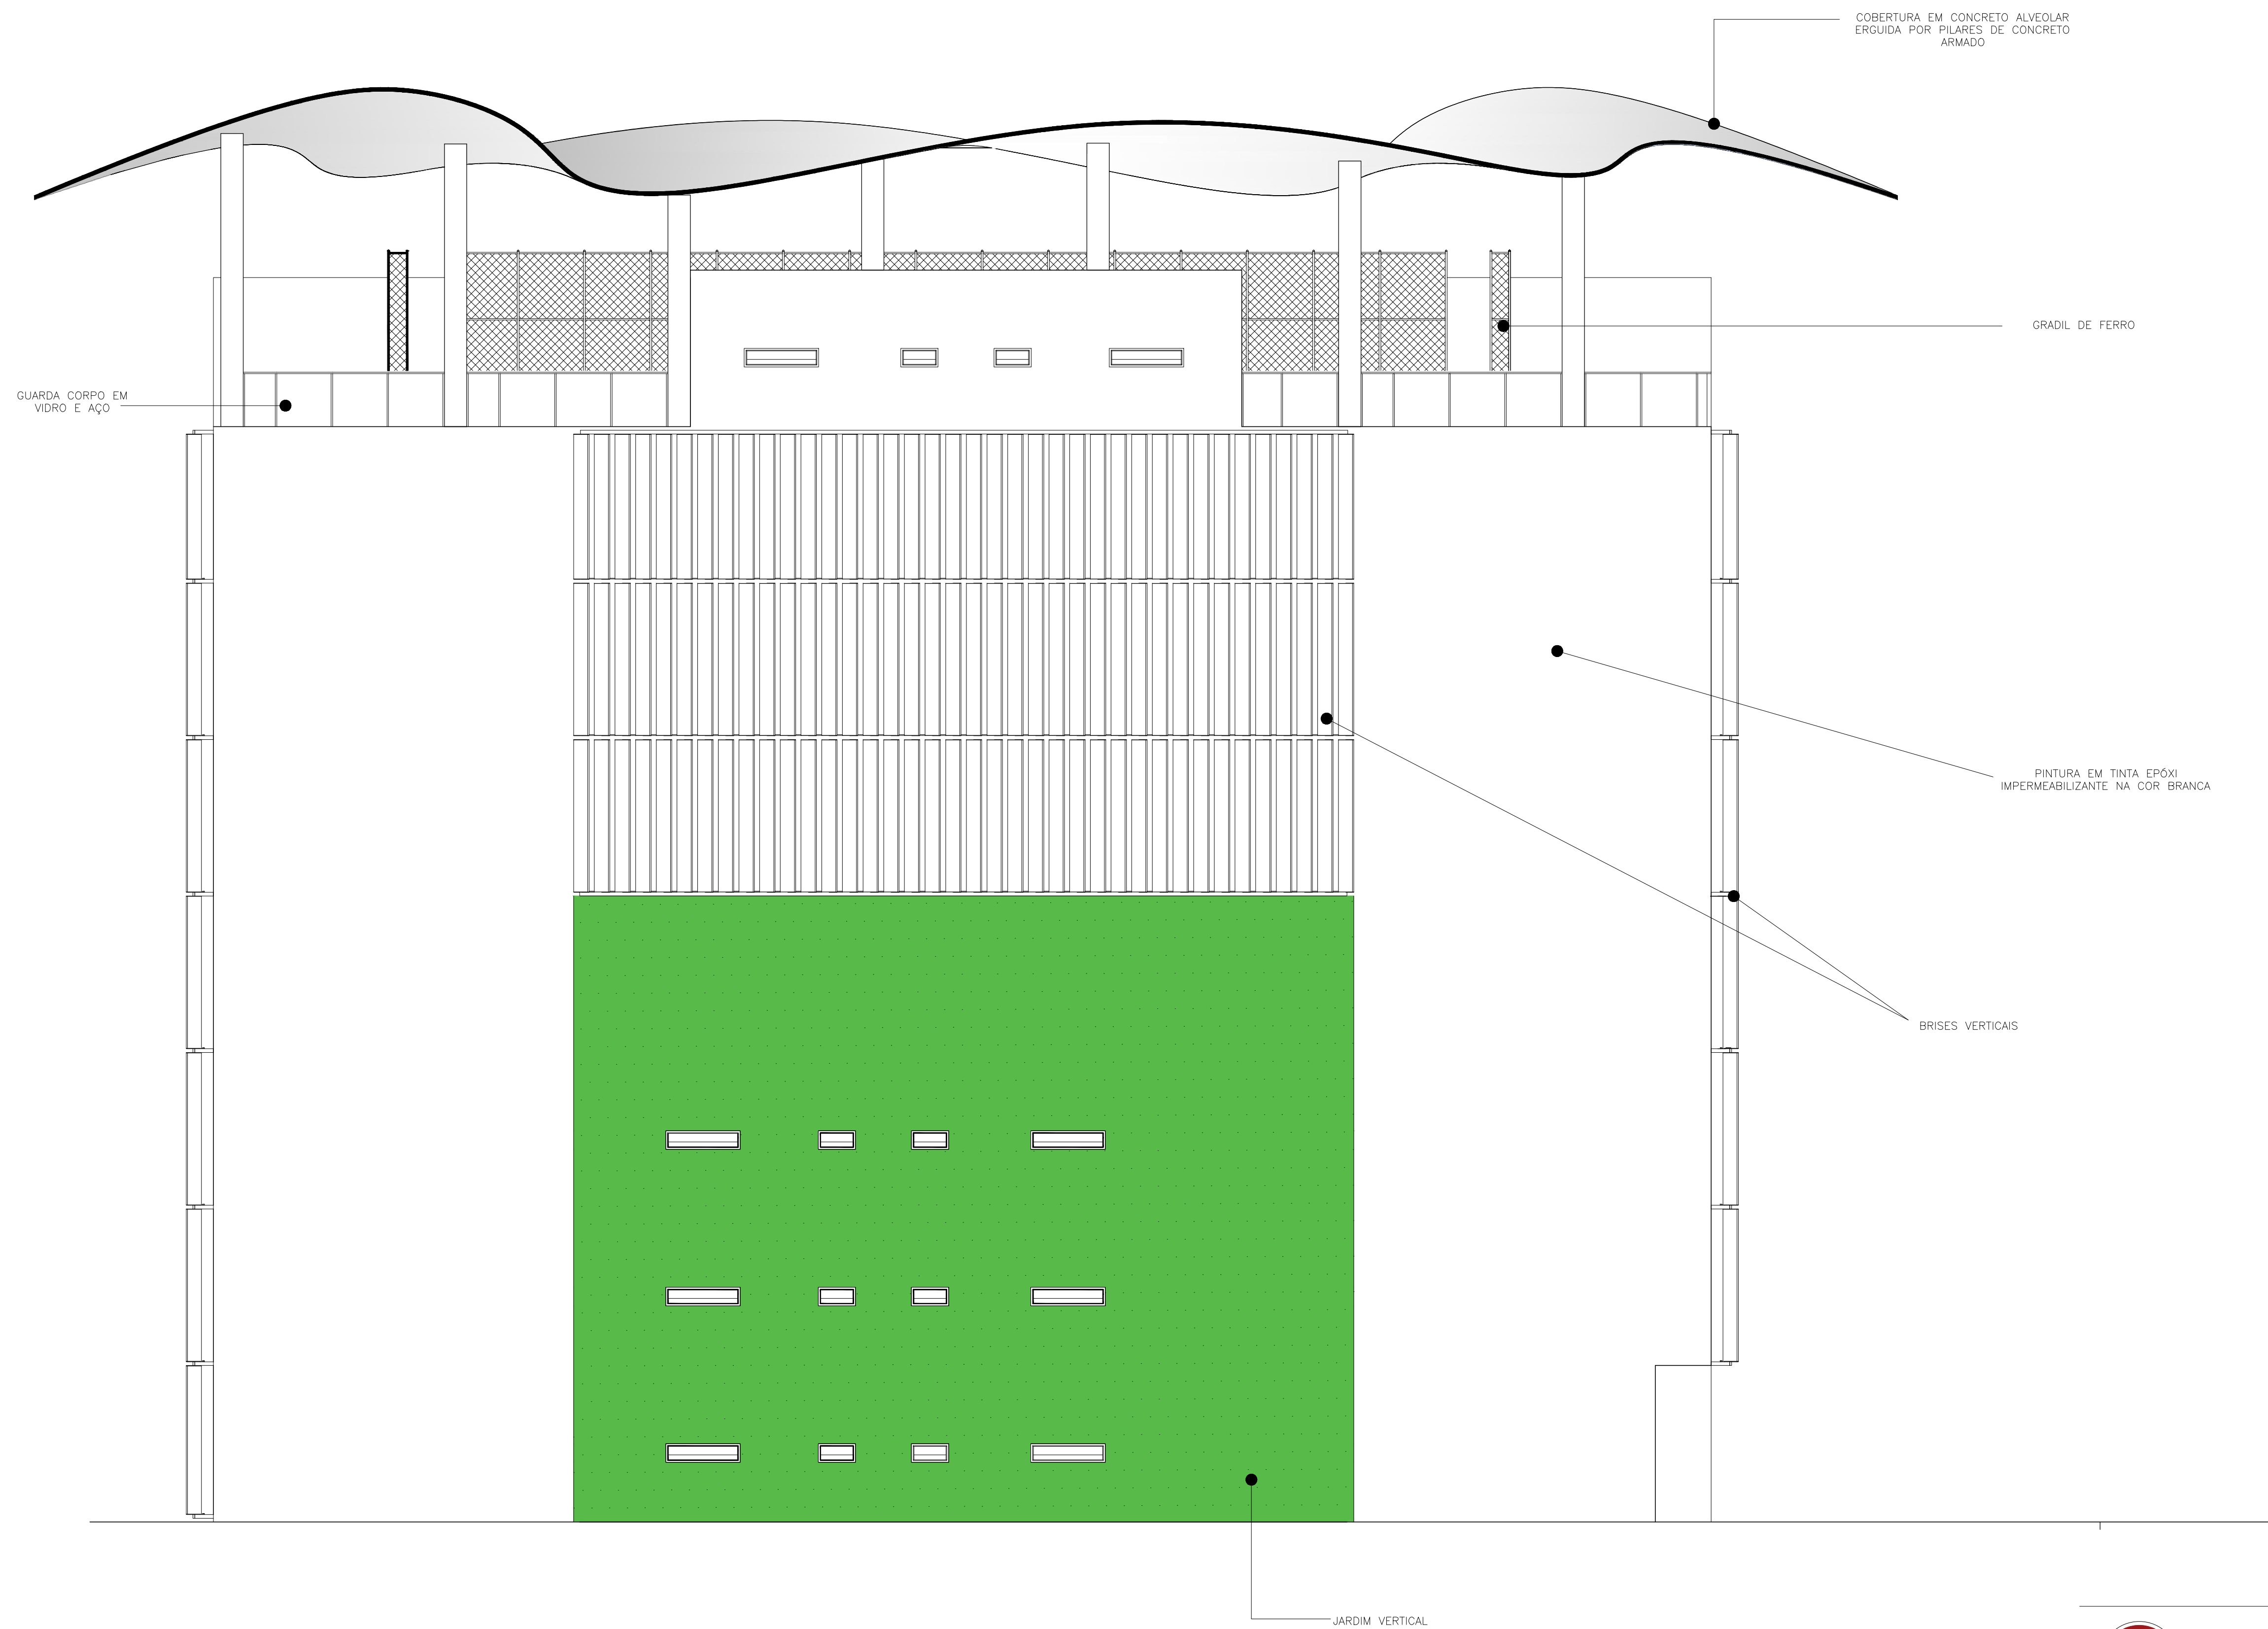 COBERTURA EM CONCRETO ALVEOLAR
ERGUIDA POR PILARES DE CONCRETO
ARMADO
GRADIL DE FERRO
GUARDA CORPO EM
VIDRO E AÇO
PINTURA EM TINTA EPÓXI
IMPERMEABILIZANTE NA COR BRANCA
BRISES VERTICAIS
JARDIM VERTICAL